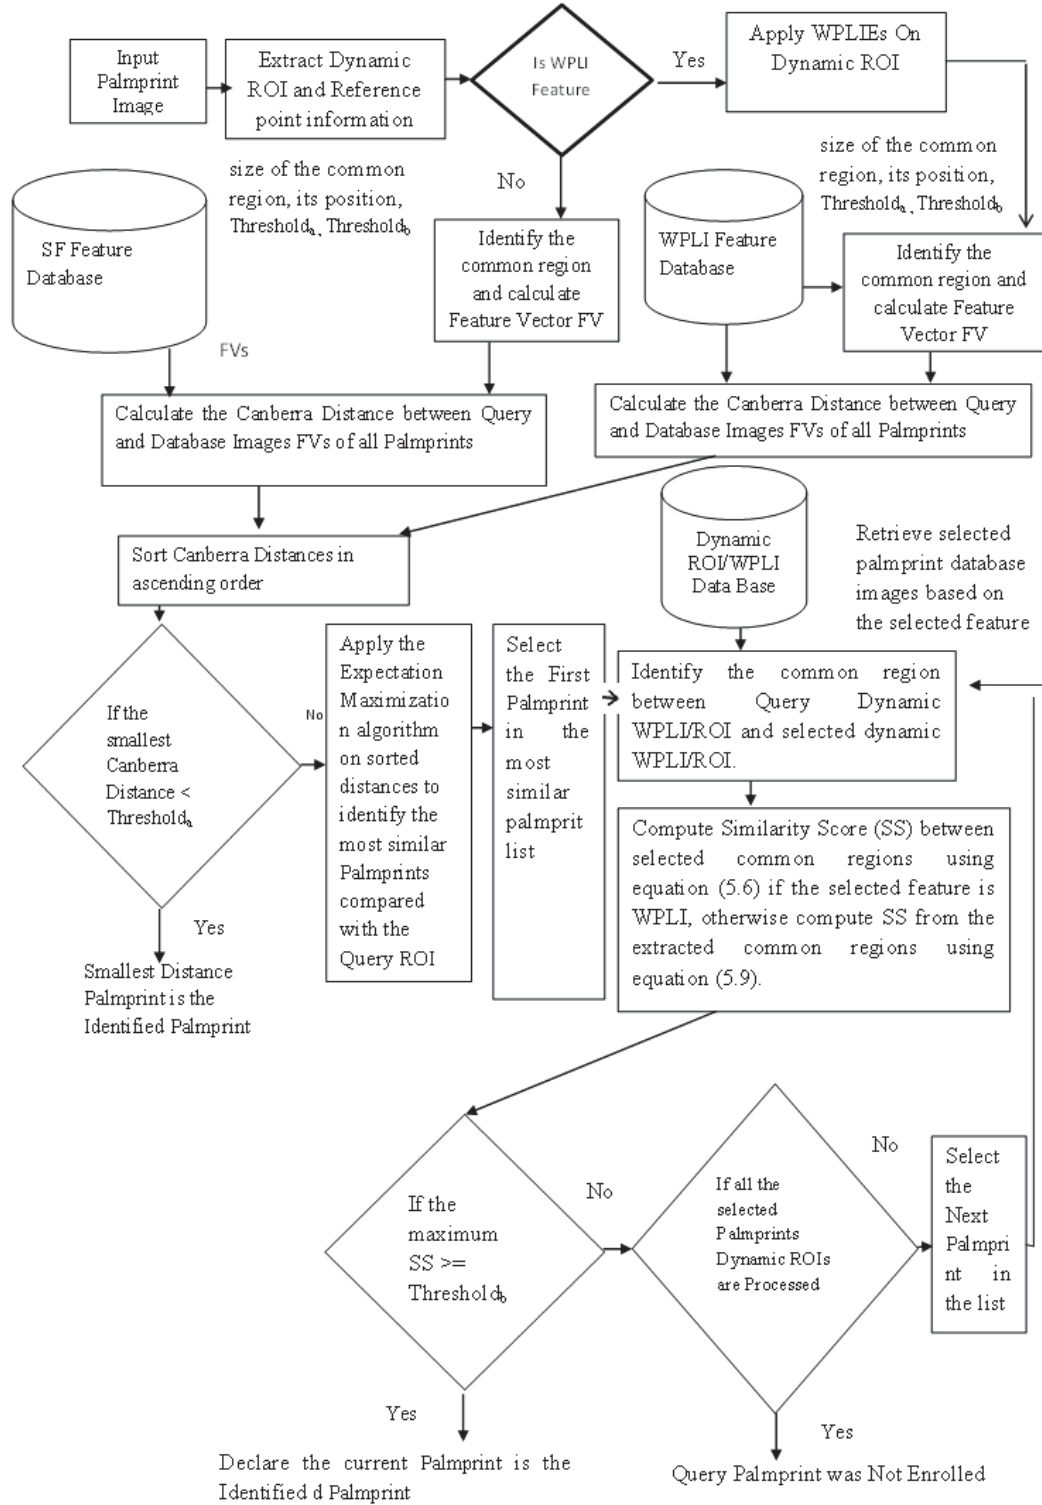 Input
Palmprint
Image
Extract Dynamic
ROI and Reference
point information
Is WPLI
Feature
Yes
Apply WPLIEs On
Dynamic ROI
No
size of the common
region, its position,
Thresholdₐ, Threshold_b
SF Feature
Database
FVs
Identify the
common region
and calculate
Feature Vector FV
WPLI Feature
Database
size of the common
region, its position,
Thresholdₐ, Threshold_b
Identify the
common region and
calculate Feature
Vector FV
Calculate the Canberra Distance between Query
and Database Images FVs of all Palmprints
Calculate the Canberra Distance between Query
and Database Images FVs of all Palmprints
Sort Canberra Distances in
ascending order
Dynamic
ROI/WPLI
Data Base
Retrieve selected
palmprint database
images based on
the selected feature
If the
smallest
Canberra
Distance <
Thresholdₐ
No
Yes
Smallest Distance
Palmprint is the
Identified Palmprint
Apply the
Expectation
Maximizatio
n algorithm
on sorted
distances to
identify the
most similar
Palmprints
compared
with the
Query ROI
Select
the First
Palmprint
in the
most
similar
palmprit
list
Identify the common region
between Query Dynamic
WPLI/ROI and selected dynamic
WPLI/ROI.
Compute Similarity Score (SS) between
selected common regions using
equation (5.6) if the selected feature is
WPLI, otherwise compute SS from the
extracted common regions using
equation (5.9).
If the
maximum
SS >=
Threshold_b
No
Yes
Declare the current Palmprint is the
Identified d Palmprint
If all the
selected
Palmprints
Dynamic ROIs
are Processed
No
Yes
Query Palmprint was Not Enrolled
Select
the
Next
Palmpri
nt in
the list